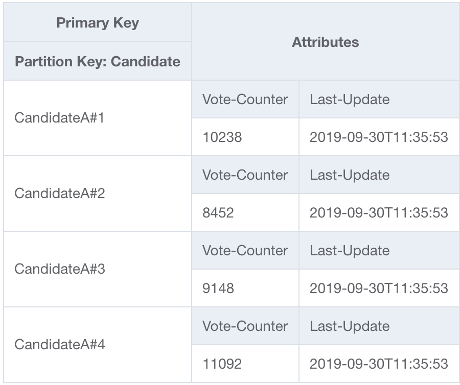 Primary Key
Attributes
Partition Key: Candidate
CandidateA#1
Vote-Counter Last-Update
10238 2019-09-30T11:35:53
CandidateA#2
Vote-Counter Last-Update
8452 2019-09-30T11:35:53
CandidateA#3
Vote-Counter Last-Update
9148 2019-09-30T11:35:53
CandidateA#4
Vote-Counter Last-Update
11092 2019-09-30T11:35:53